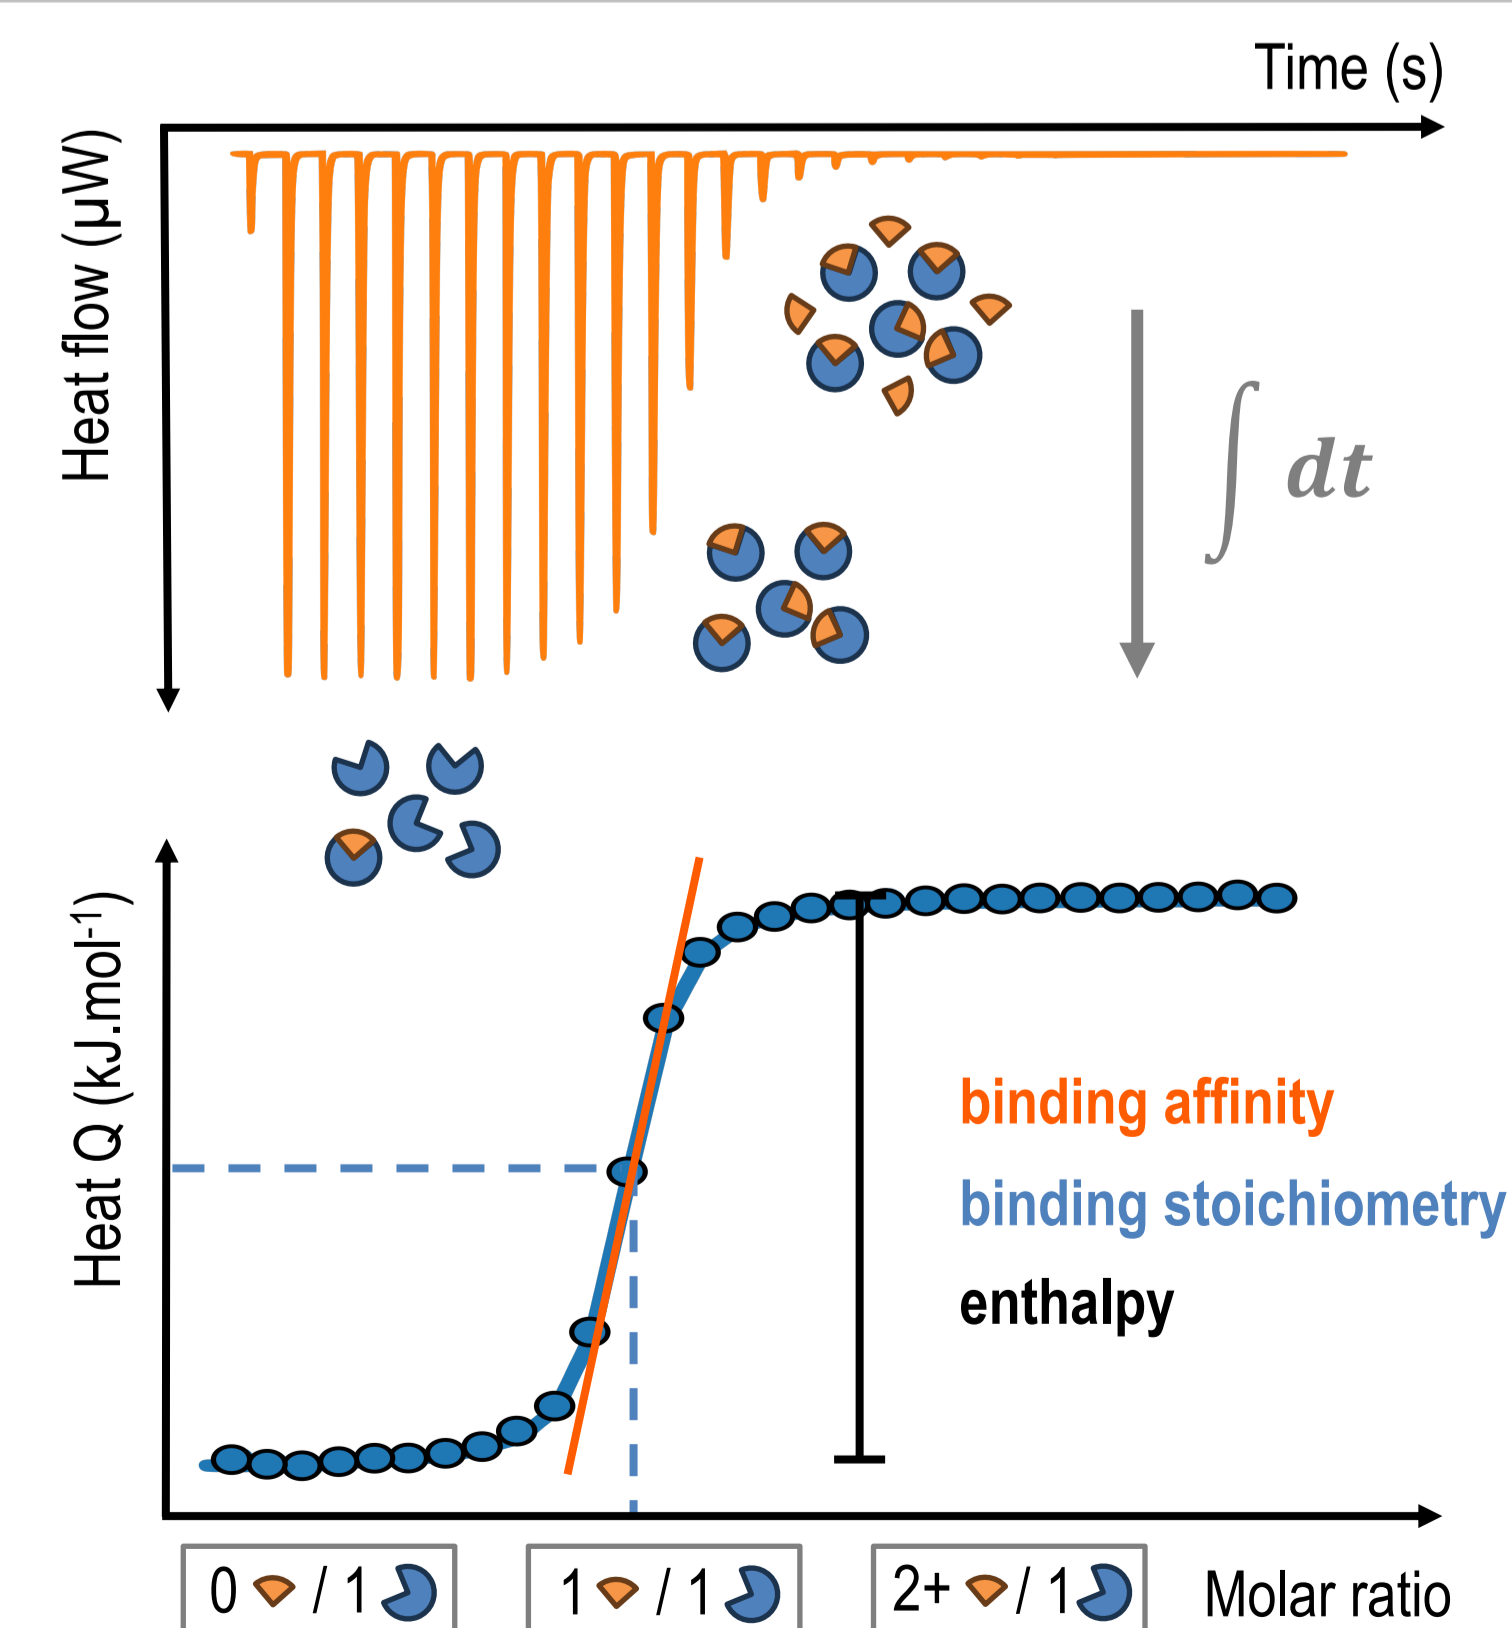 Time (s)
Heat flow (µW)
∫ dt
Heat Q (kJ.mol⁻¹)
binding affinity
binding stoichiometry
enthalpy
0 / 1
1 / 1
2+ / 1
Molar ratio